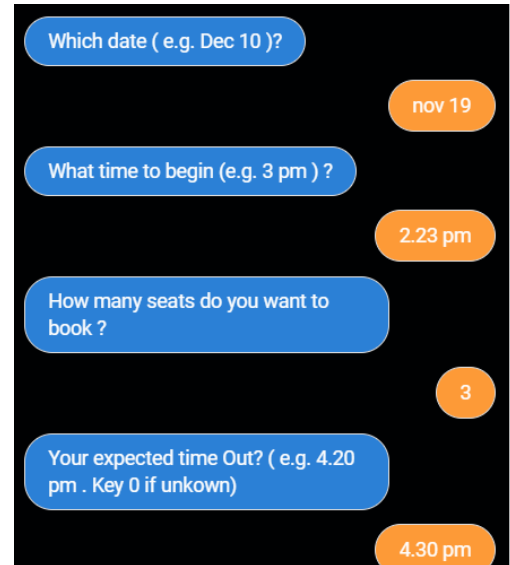 Which date ( e.g. Dec 10 )?
nov 19
What time to begin (e.g. 3 pm ) ?
2.23 pm
How many seats do you want to
book ?
3
Your expected time Out? ( e.g. 4.20
pm . Key 0 if unkown)
4.30 pm